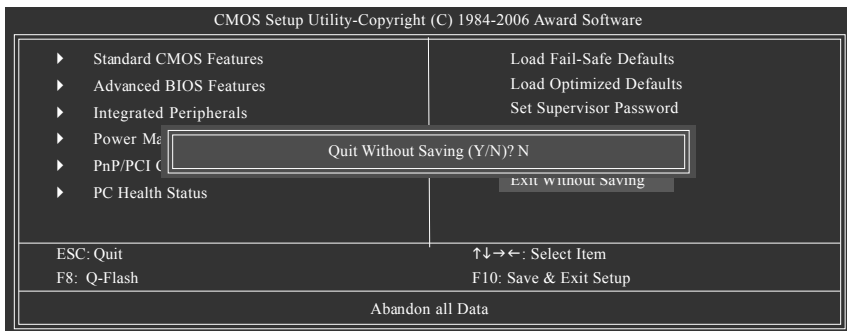 CMOS Setup Utility-Copyright (C) 1984-2006 Award Software
Standard CMOS Features
Advanced BIOS Features
Integrated Peripherals
Power Ma
PnP/PCI
PC Health Status
Load Fail-Safe Defaults
Load Optimized Defaults
Set Supervisor Password
Exit Without Saving
Quit Without Saving (Y/N)? N
ESC: Quit
↑↓→←: Select Item
F8: Q-Flash
F10: Save & Exit Setup
Abandon all Data